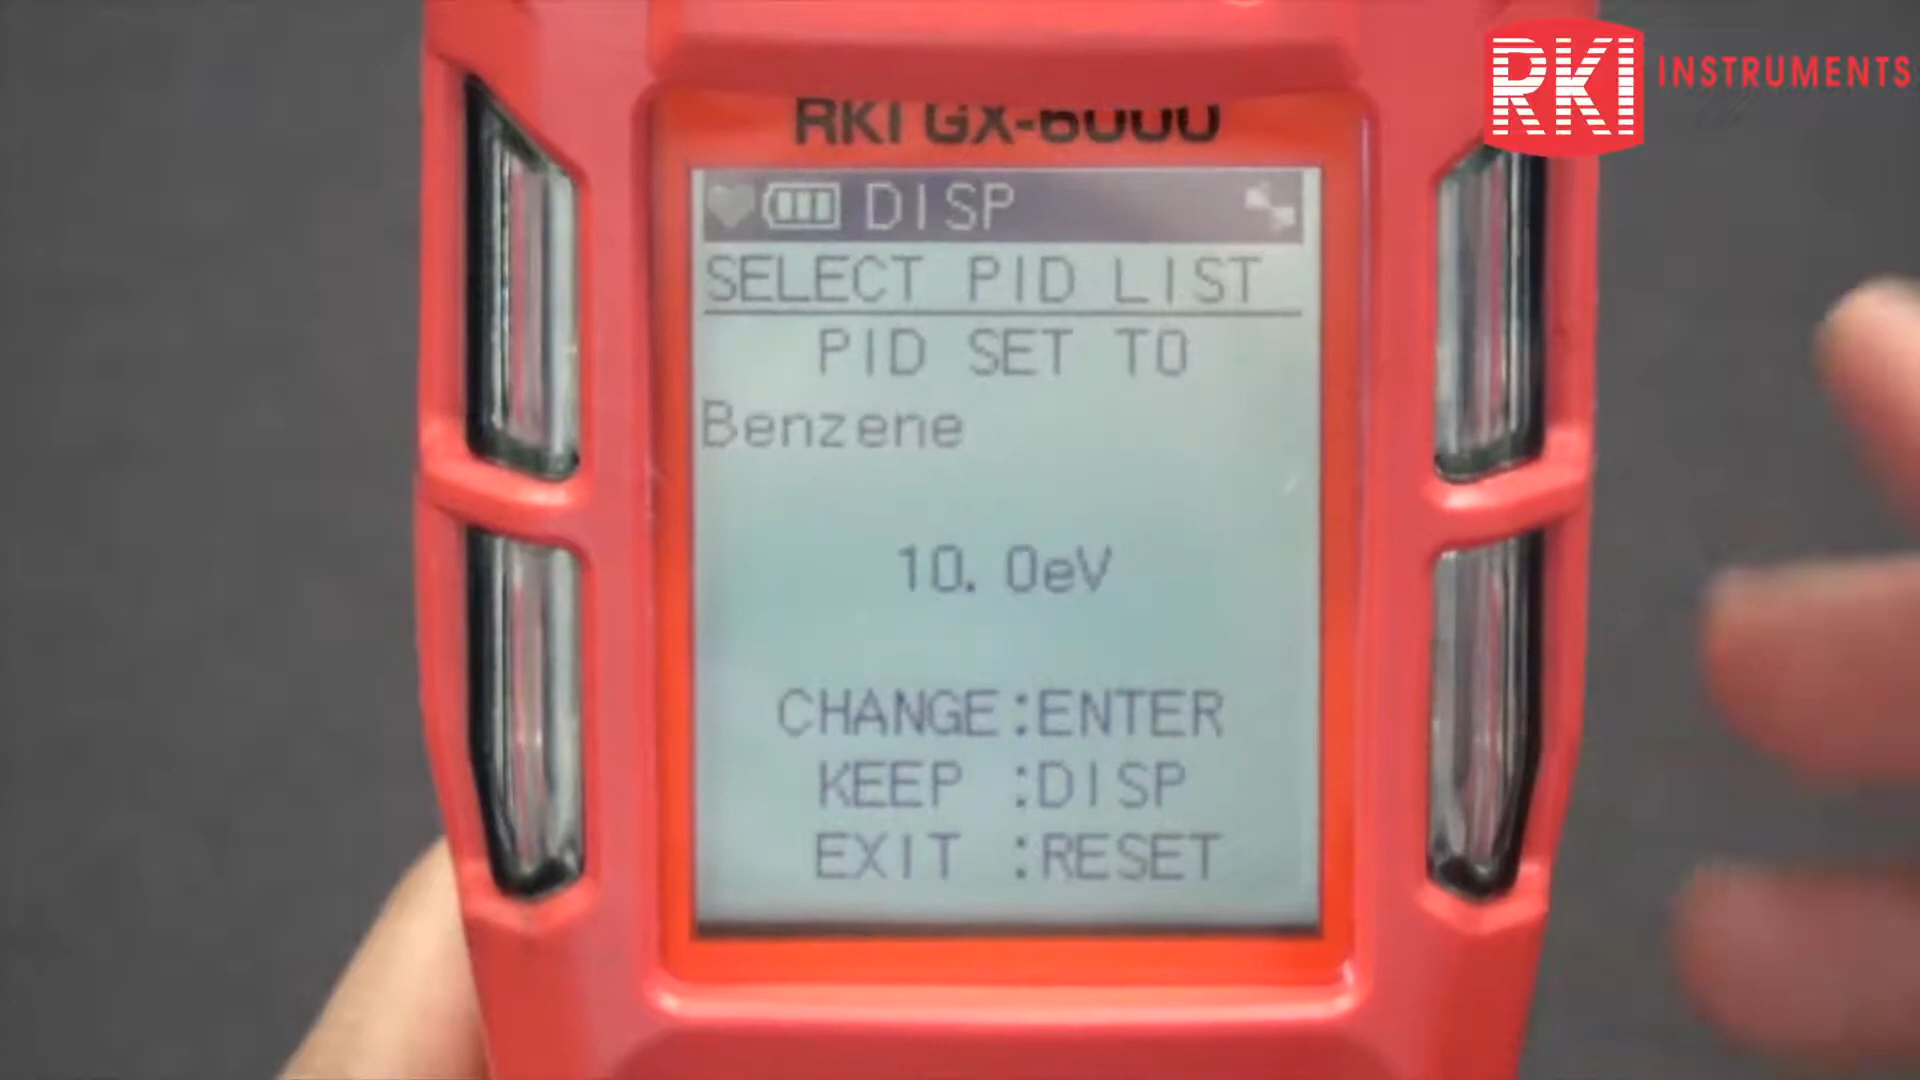 RKI INSTRUMENTS
RKI GX-6000
DISP
SELECT PID LIST
PID SET TO
Benzene
10.0eV
CHANGE:ENTER
KEEP :DISP
EXIT :RESET